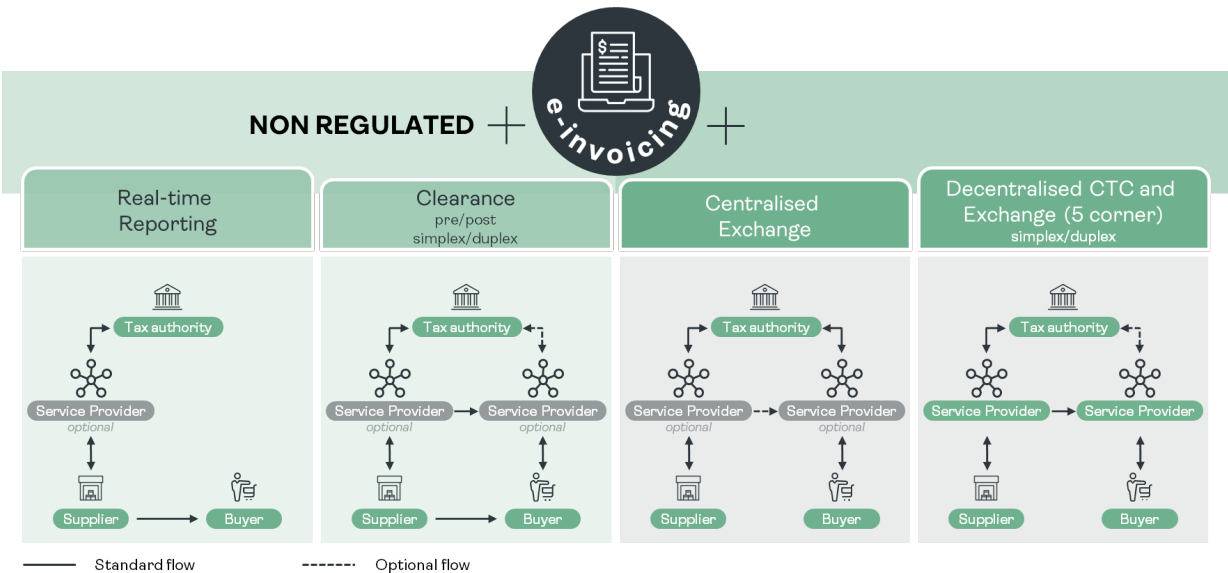 $
e-invoicing
NON REGULATED
Real-time
Reporting
Clearance
pre/post
simplex/duplex
Centralised
Exchange
Decentralised CTC and
Exchange (5 corner)
simplex/duplex
Tax authority
Service Provider
optional
Supplier
Buyer
Tax authority
Service Provider
Service Provider
optional
optional
Supplier
Buyer
Tax authority
Service Provider
Service Provider
optional
optional
Supplier
Buyer
Tax authority
Service Provider
Service Provider
Supplier
Buyer
Standard flow
Optional flow